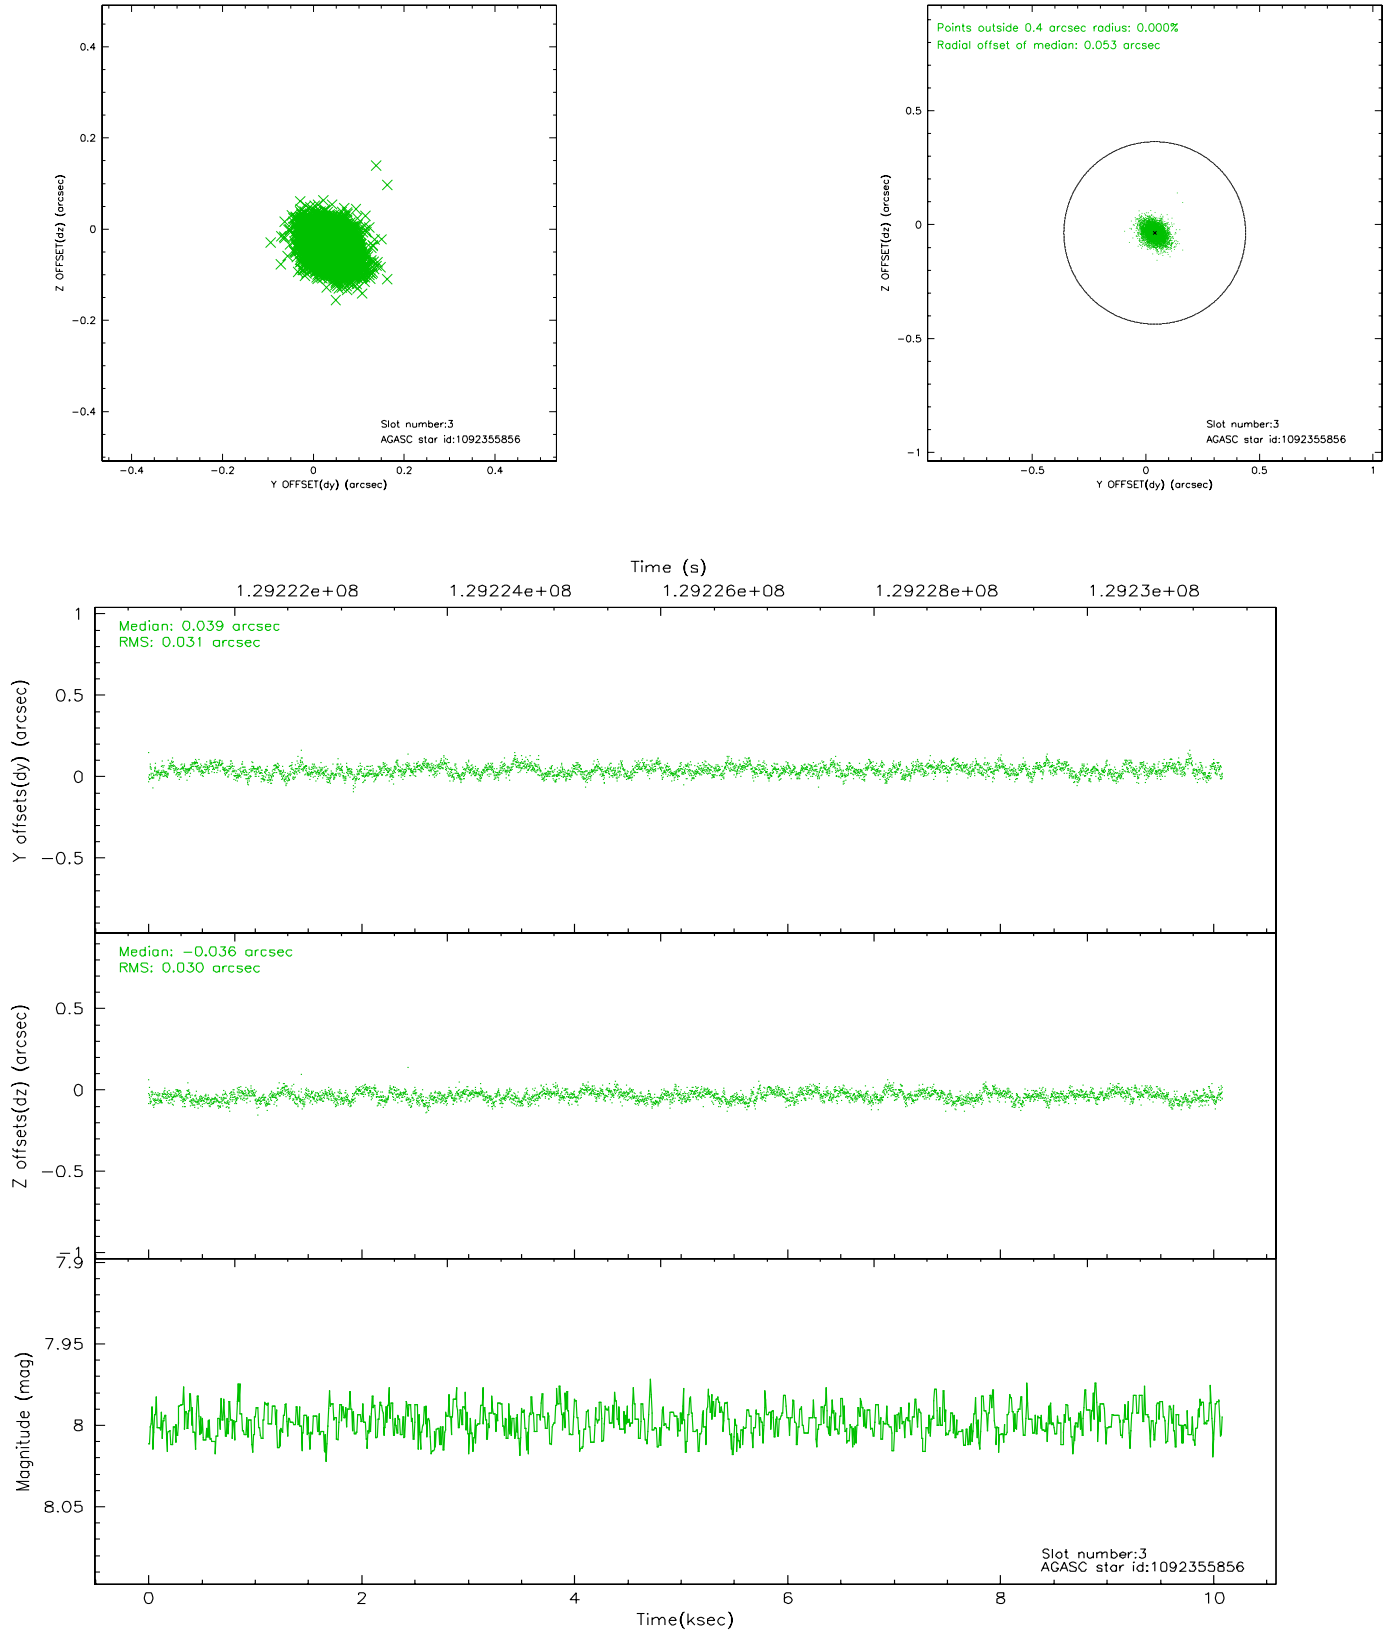 0.4
0.2
0
−0.2
−0.4
Z OFFSET(dz) (arcsec)
Slot number:3
AGASC star id:1092355856
−0.4 −0.2 0 0.2 0.4
Y OFFSET(dy) (arcsec)
Points outside 0.4 arcsec radius: 0.000%
Radial offset of median: 0.053 arcsec
0.5
0
−0.5
−1
Z OFFSET(dz) (arcsec)
Slot number:3
AGASC star id:1092355856
−0.5 0 0.5 1
Y OFFSET(dy) (arcsec)
Time (s)
1.29222e+08 1.29224e+08 1.29226e+08 1.29228e+08 1.2923e+08
Median: 0.039 arcsec
RMS: 0.031 arcsec
1
0.5
0
−0.5
Y offsets(dy) (arcsec)
Median: −0.036 arcsec
RMS: 0.030 arcsec
0.5
0
−0.5
−1
Z offsets(dz) (arcsec)
7.9
7.95
8
8.05
Magnitude (mag)
Slot number:3
AGASC star id:1092355856
0 2 4 6 8 10
Time(ksec)